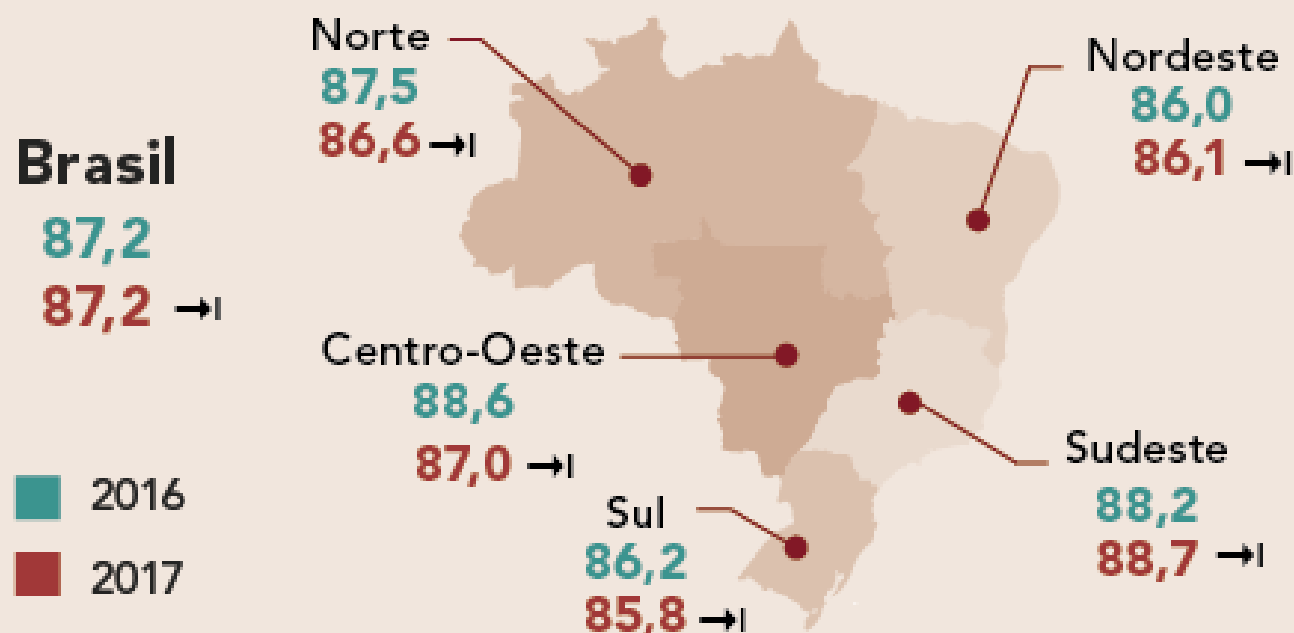 Norte
87,5
86,6
Nordeste
86,0
86,1
Brasil
87,2
87,2
Centro-Oeste
88,6
87,0
Sudeste
88,2
88,7
Sul
86,2
85,8
2016
2017